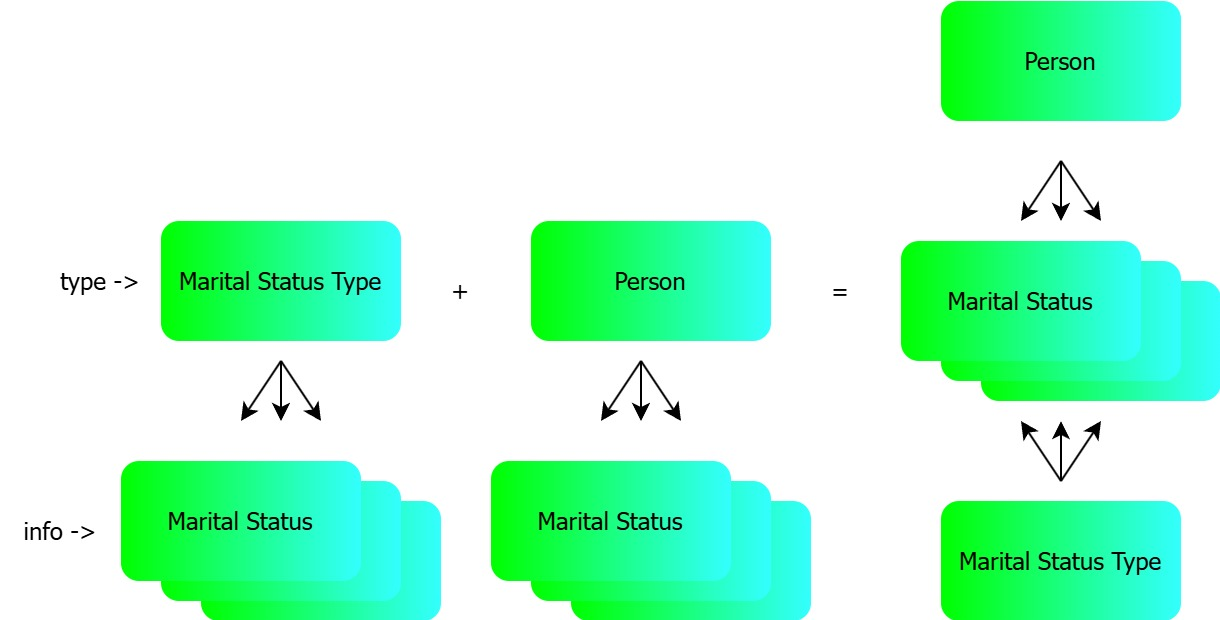 Person
type ->
Marital Status Type
+
Person
=
Marital Status
info ->
Marital Status
Marital Status
Marital Status Type